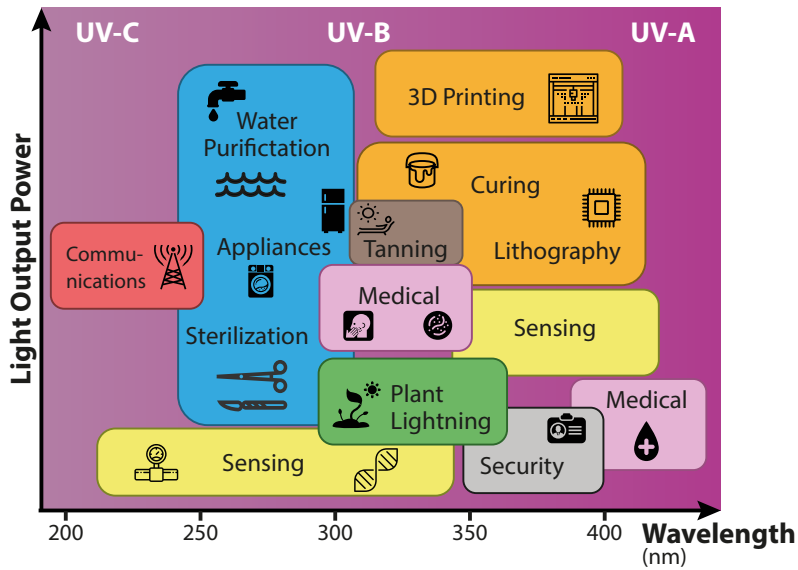 UV-C
UV-B
UV-A
3D Printing
Water
Purifictation
Curing
Appliances
Tanning
Lithography
Commu-
nications
Medical
Sensing
Sterilization
Plant
Lightning
Medical
Sensing
Security
Light Output Power
200
250
300
350
400
Wavelength
(nm)